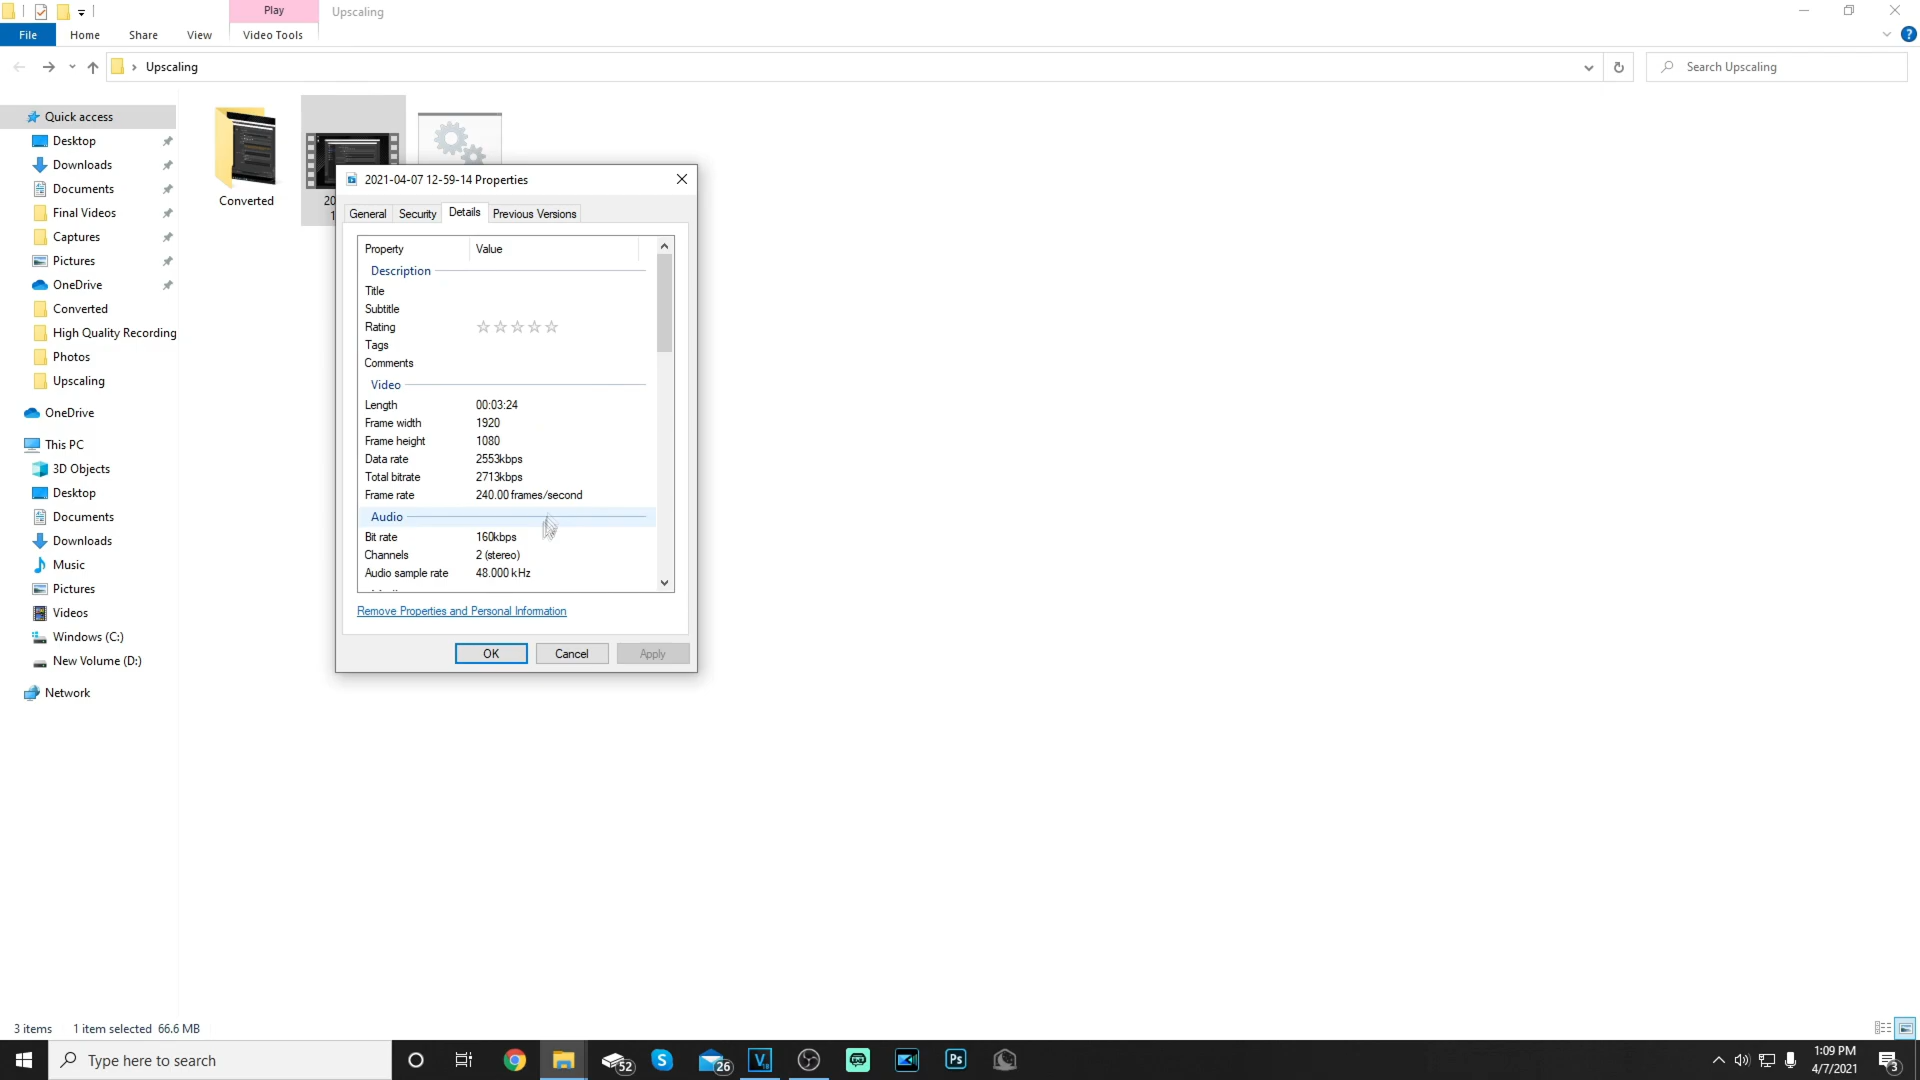 Play
Upscaling
File
Home
Share
View
Video Tools
Upscaling
Search Upscaling
Quick access
Desktop
Downloads
Documents
Final Videos
Captures
Pictures
OneDrive
Converted
High Quality Recording
Photos
Upscaling
OneDrive
This PC
3D Objects
Desktop
Documents
Downloads
Music
Pictures
Videos
Windows (C:)
New Volume (D:)
Network
Converted
20
1
2021-04-07 12-59-14 Properties
General
Security
Details
Previous Versions
Property Value
Description
Title
Subtitle
Rating
Tags
Comments
Video
Length 00:03:24
Frame width 1920
Frame height 1080
Data rate 2553kbps
Total bitrate 2713kbps
Frame rate 240.00 frames/second
Audio
Bit rate 160kbps
Channels 2 (stereo)
Audio sample rate 48.000 kHz
Remove Properties and Personal Information
OK
Cancel
Apply
3 items 1 item selected 66.6 MB
Type here to search
52
26
V
18
Ps
1:09 PM
4/7/2021
3